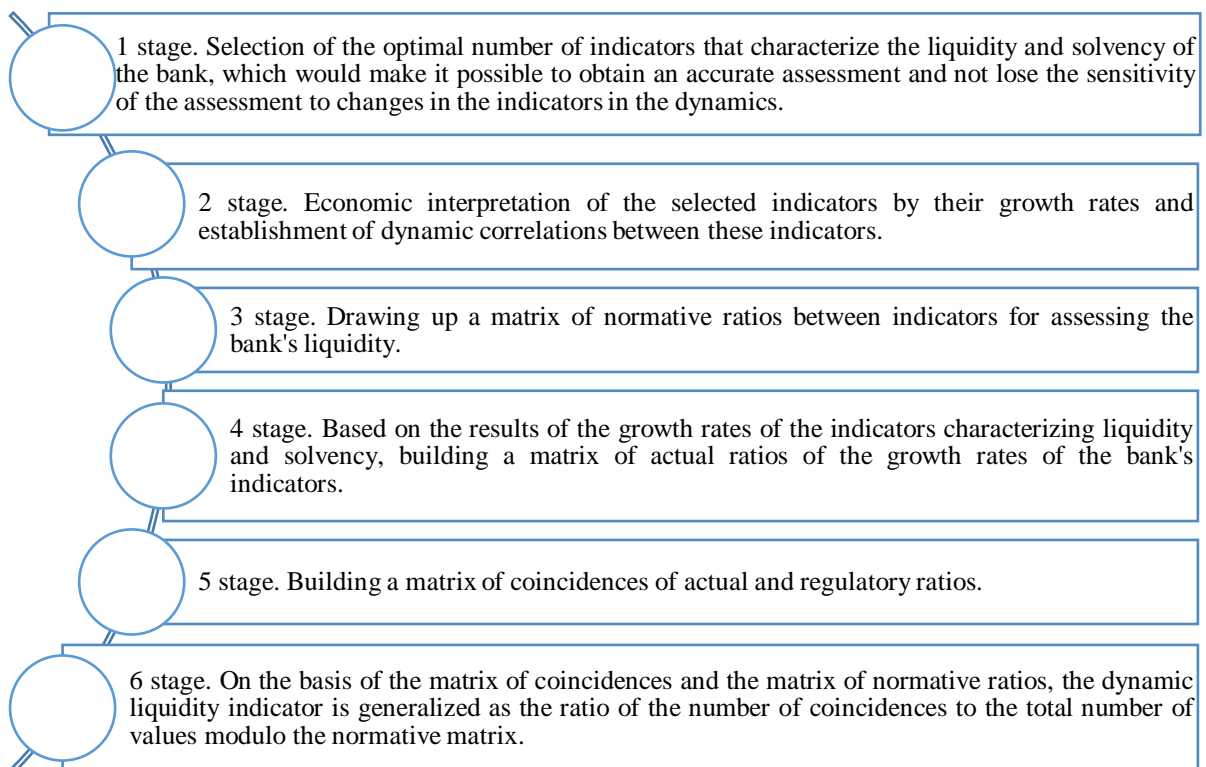 1 stage. Selection of the optimal number of indicators that characterize the liquidity and solvency of
the bank, which would make it possible to obtain an accurate assessment and not lose the sensitivity
of the assessment to changes in the indicators in the dynamics.
2 stage. Economic interpretation of the selected indicators by their growth rates and
establishment of dynamic correlations between these indicators.
3 stage. Drawing up a matrix of normative ratios between indicators for assessing the
bank's liquidity.
4 stage. Based on the results of the growth rates of the indicators characterizing liquidity
and solvency, building a matrix of actual ratios of the growth rates of the bank's
indicators.
5 stage. Building a matrix of coincidences of actual and regulatory ratios.
6 stage. On the basis of the matrix of coincidences and the matrix of normative ratios, the dynamic
liquidity indicator is generalized as the ratio of the number of coincidences to the total number of
values modulo the normative matrix.